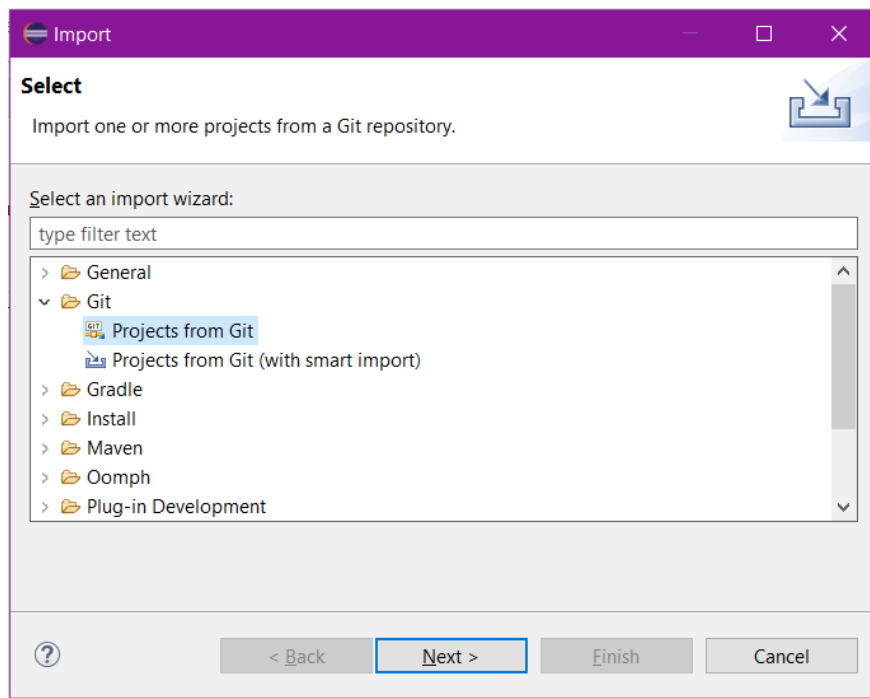 Import
Select
Import one or more projects from a Git repository.
Select an import wizard:
type filter text
General
Git
GIT Projects from Git
Projects from Git (with smart import)
Gradle
Install
Maven
Oomph
Plug-in Development
? < Back Next > Finish Cancel